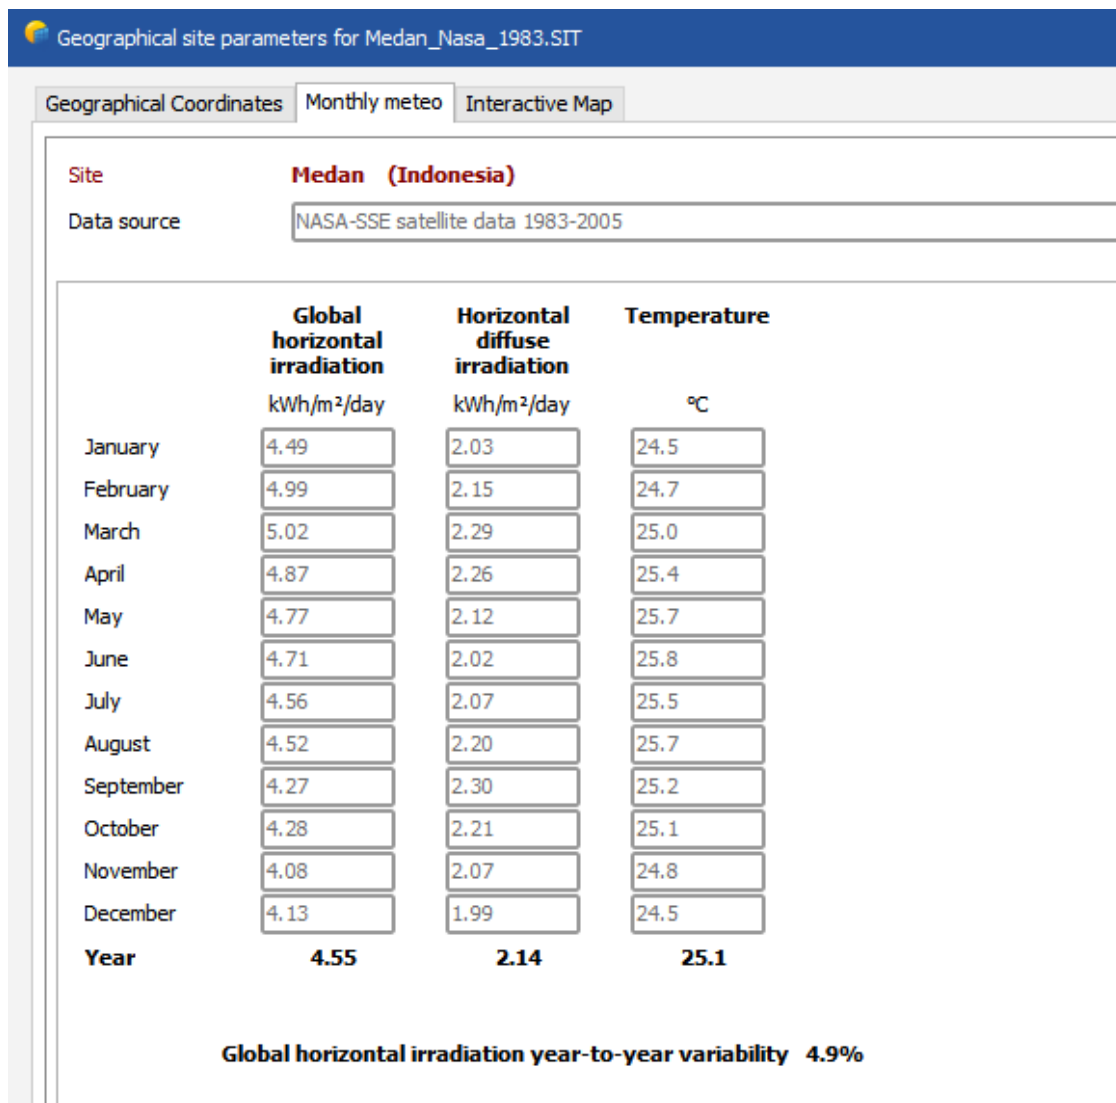 Geographical site parameters for Medan_Nasa_1983.SIT
Geographical Coordinates Monthly meteo Interactive Map
Site Medan (Indonesia)
Data source NASA-SSE satellite data 1983-2005
Global Horizontal Temperature
horizontal diffuse
irradiation irradiation
kWh/m²/day kWh/m²/day ºC
January 4.49 2.03 24.5
February 4.99 2.15 24.7
March 5.02 2.29 25.0
April 4.87 2.26 25.4
May 4.77 2.12 25.7
June 4.71 2.02 25.8
July 4.56 2.07 25.5
August 4.52 2.20 25.7
September 4.27 2.30 25.2
October 4.28 2.21 25.1
November 4.08 2.07 24.8
December 4.13 1.99 24.5
Year 4.55 2.14 25.1
Global horizontal irradiation year-to-year variability 4.9%